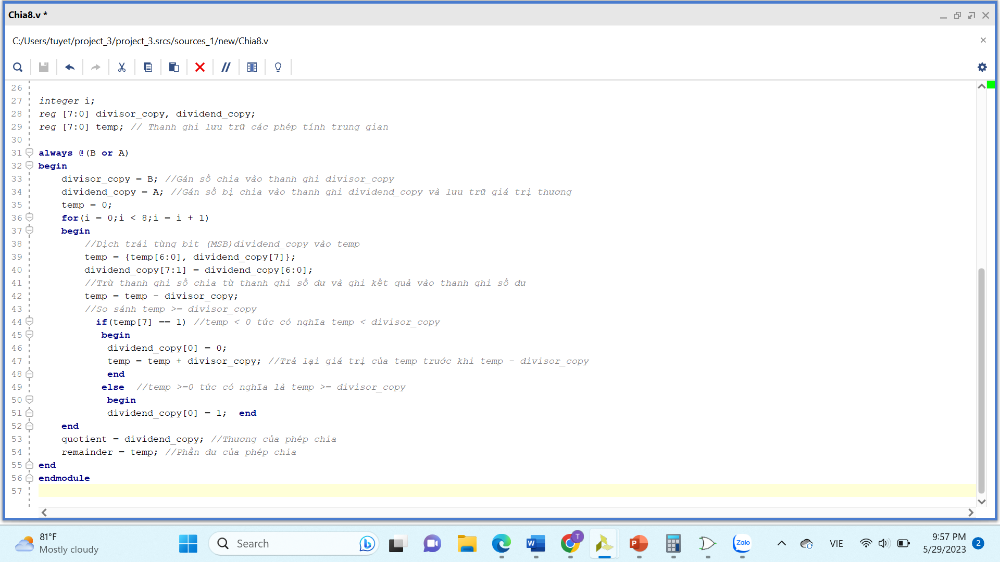 Chia8.v *
C:/Users/tuyet/project_3/project_3.srcs/sources_1/new/Chia8.v
26
27 integer i;
28 reg [7:0] divisor_copy, dividend_copy;
29 reg [7:0] temp; // Thanh ghi lưu trữ các phép tính trung gian
30
31 always @(B or A)
32 begin
33 divisor_copy = B; //Gán số chia vào thanh ghi divisor_copy
34 dividend_copy = A; //Gán số bị chia vào thanh ghi dividend_copy và lưu trữ giá trị thương
35 temp = 0;
36 for(i = 0;i < 8;i = i + 1)
37 begin
38 //Dịch trái từng bit (MSB)dividend_copy vào temp
39 temp = {temp[6:0], dividend_copy[7]};
40 dividend_copy[7:1] = dividend_copy[6:0];
41 //Trừ thanh ghi số chia từ thanh ghi số dư và ghi kết quả vào thanh ghi số dư
42 temp = temp - divisor_copy;
43 //So sánh temp >= divisor_copy
44 if(temp[7] == 1) //temp < 0 tức có nghĩa temp < divisor_copy
45 begin
46 dividend_copy[0] = 0;
47 temp = temp + divisor_copy; //Trả lại giá trị của temp trước khi temp - divisor_copy
48 end
49 else //temp >=0 tức có nghĩa là temp >= divisor_copy
50 begin
51 dividend_copy[0] = 1; end
52 end
53 quotient = dividend_copy; //Thương của phép chia
54 remainder = temp; //Phần dư của phép chia
55 end
56 endmodule
57
81°F
Mostly cloudy
Search
W
T
P
Zalo
VIE
9:57 PM
5/29/2023
2